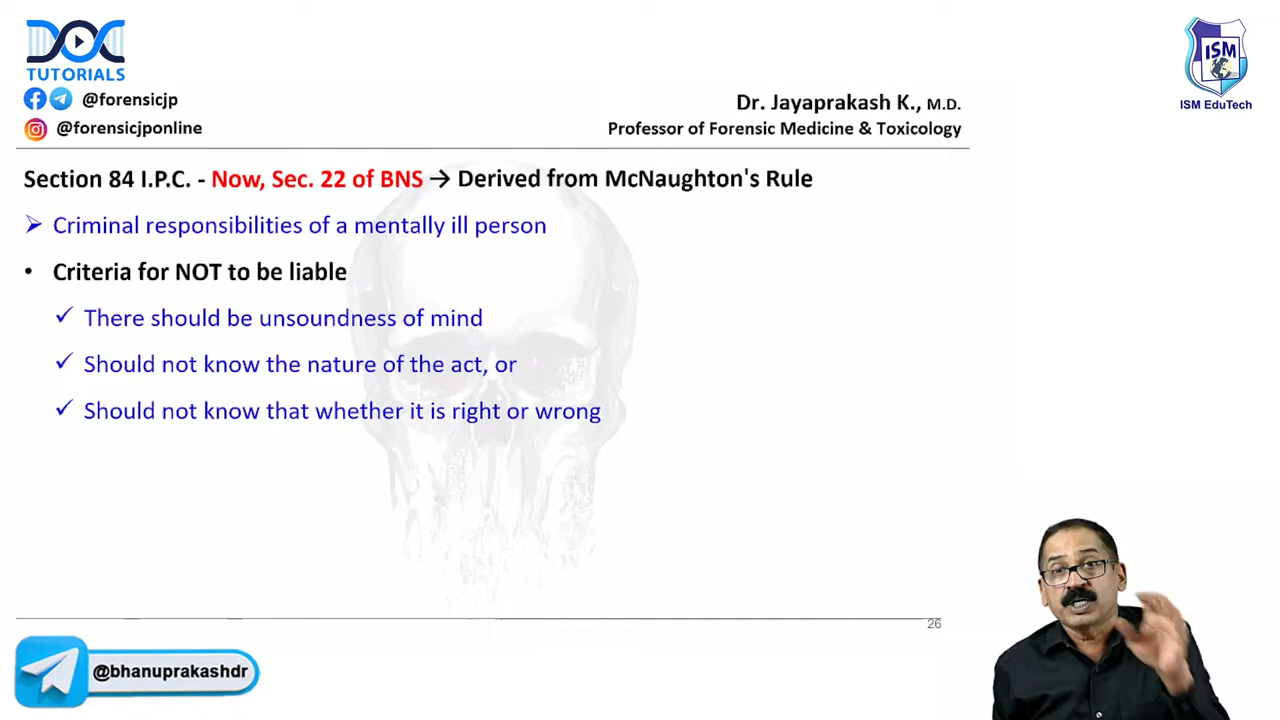 DOC
TUTORIALS
@forensicjp
@forensicjponline
ISM
ISM EduTech
Dr. Jayaprakash K., M.D.
Professor of Forensic Medicine & Toxicology
Section 84 I.P.C. - Now, Sec. 22 of BNS → Derived from McNaughton's Rule
➢ Criminal responsibilities of a mentally ill person
• Criteria for NOT to be liable
✓ There should be unsoundness of mind
✓ Should not know the nature of the act, or
✓ Should not know that whether it is right or wrong
26
@bhanuprakashdr